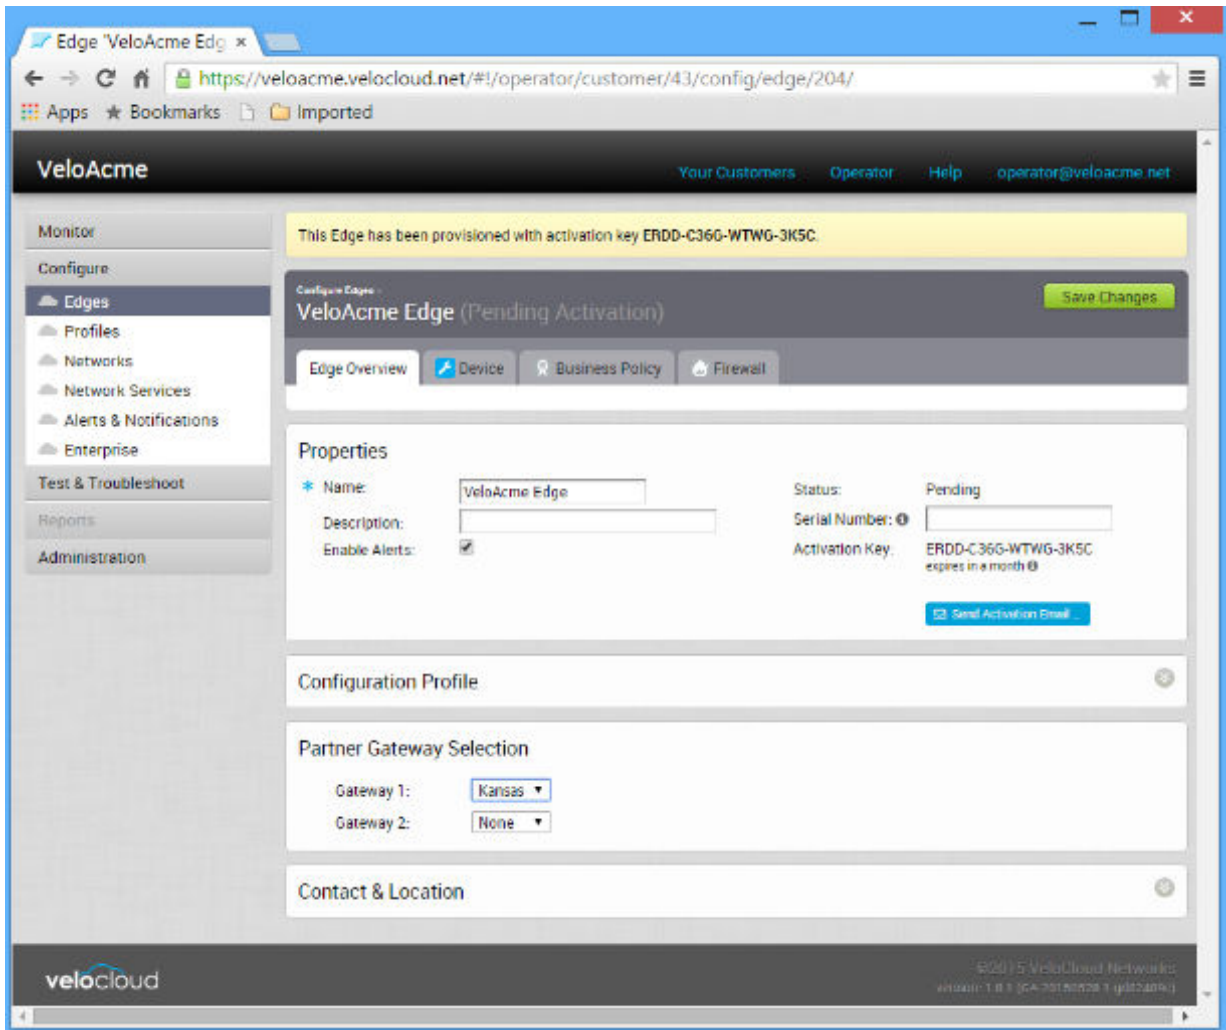 Edge "VeloAcme Edg ×
https://veloacme.velocloud.net/#!/operator/customer/43/config/edge/204/
Apps Bookmarks Imported
VeloAcme
Your Customers Operator Help operator@veloacme.net
Monitor
Configure
Edges
Profiles
Networks
Network Services
Alerts & Notifications
Enterprise
Test & Troubleshoot
Reports
Administration
This Edge has been provisioned with activation key ERDD-C36G-WTWG-3K5C.
Configure Edges
VeloAcme Edge (Pending Activation)
Save Changes
Edge Overview Device Business Policy Firewall
Properties
* Name: VeloAcme Edge
Description:
Enable Alerts:
Status: Pending
Serial Number:
Activation Key: ERDD-C36G-WTWG-3K5C
expires in a month
Send Activation Email ...
Configuration Profile
Partner Gateway Selection
Gateway 1: Kansas
Gateway 2: None
Contact & Location
velocloud
©2015 VeloCloud Networks
version